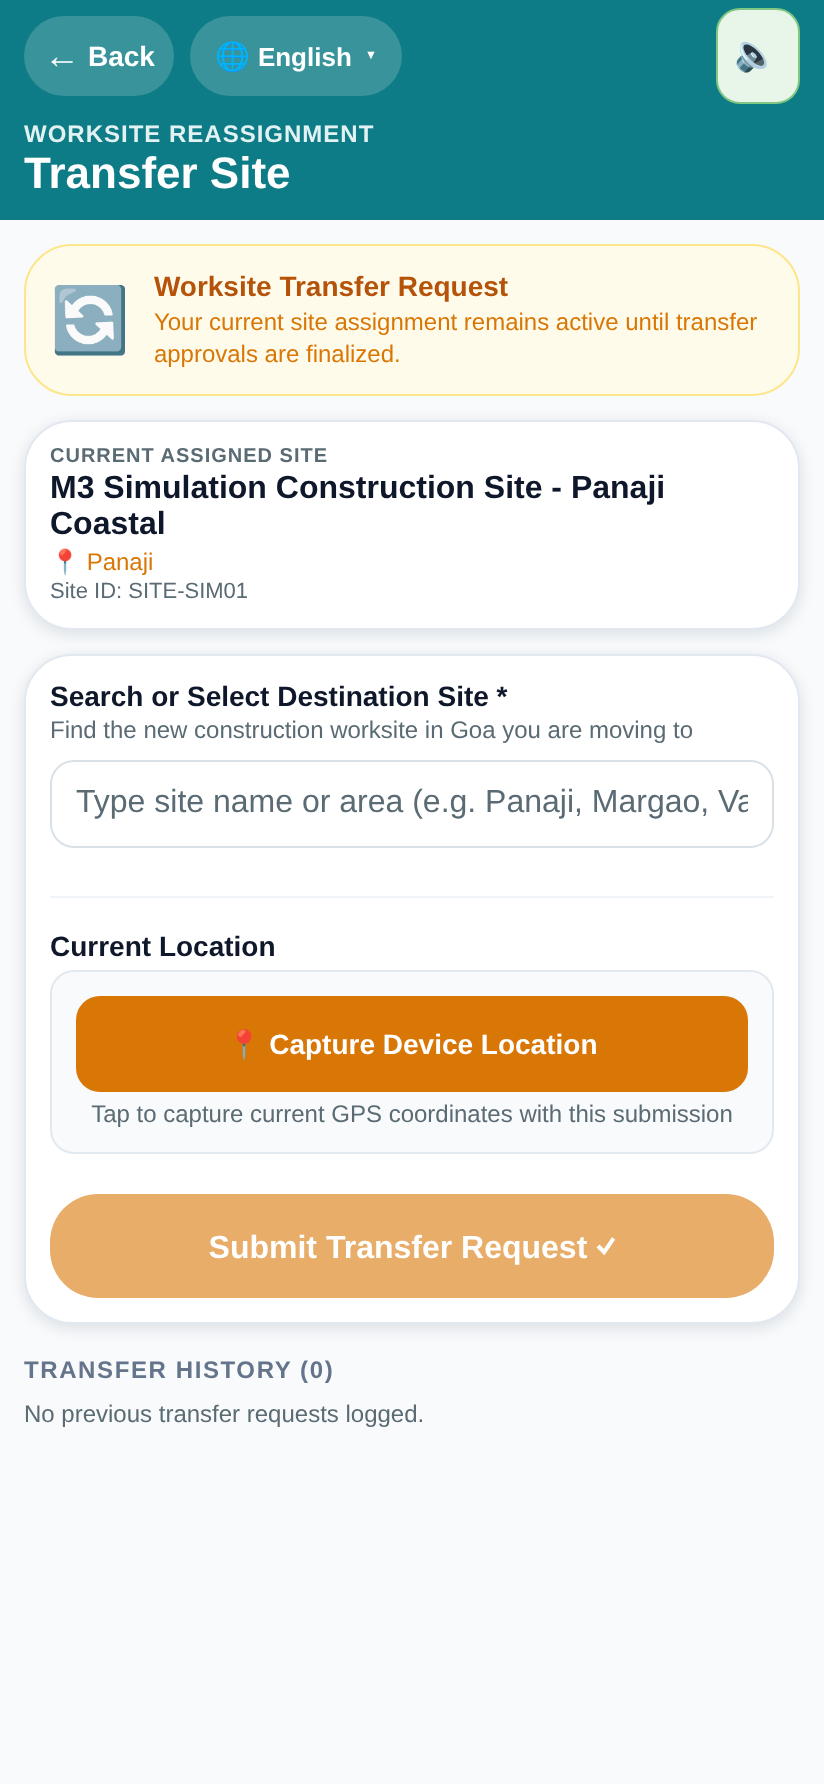 ← Back
English
WORKSITE REASSIGNMENT
Transfer Site
Worksite Transfer Request
Your current site assignment remains active until transfer
approvals are finalized.
CURRENT ASSIGNED SITE
M3 Simulation Construction Site - Panaji
Coastal
Panaji
Site ID: SITE-SIM01
Search or Select Destination Site *
Find the new construction worksite in Goa you are moving to
Type site name or area (e.g. Panaji, Margao, Va
Current Location
Capture Device Location
Tap to capture current GPS coordinates with this submission
Submit Transfer Request ✓
TRANSFER HISTORY (0)
No previous transfer requests logged.